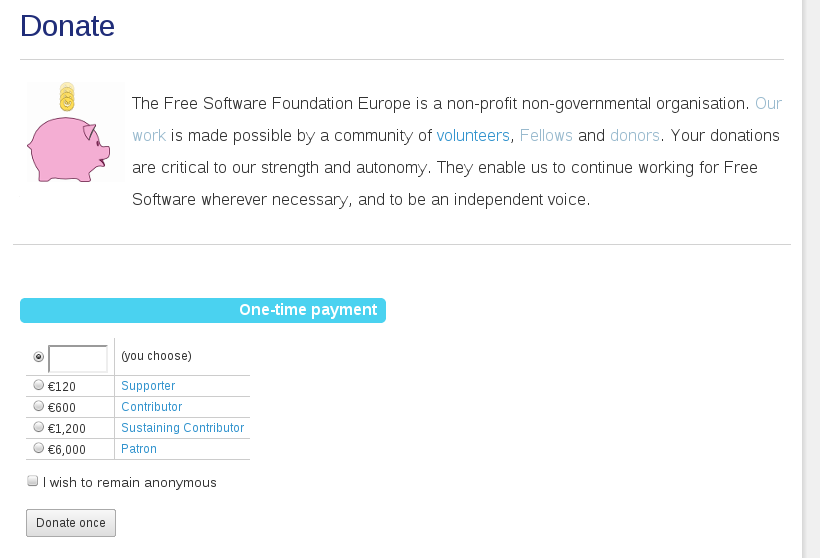 Donate
The Free Software Foundation Europe is a non-profit non-governmental organisation. Our
work is made possible by a community of volunteers, Fellows and donors. Your donations
are critical to our strength and autonomy. They enable us to continue working for Free
Software wherever necessary, and to be an independent voice.
One-time payment
(you choose)
€120 Supporter
€600 Contributor
€1,200 Sustaining Contributor
€6,000 Patron
I wish to remain anonymous
Donate once